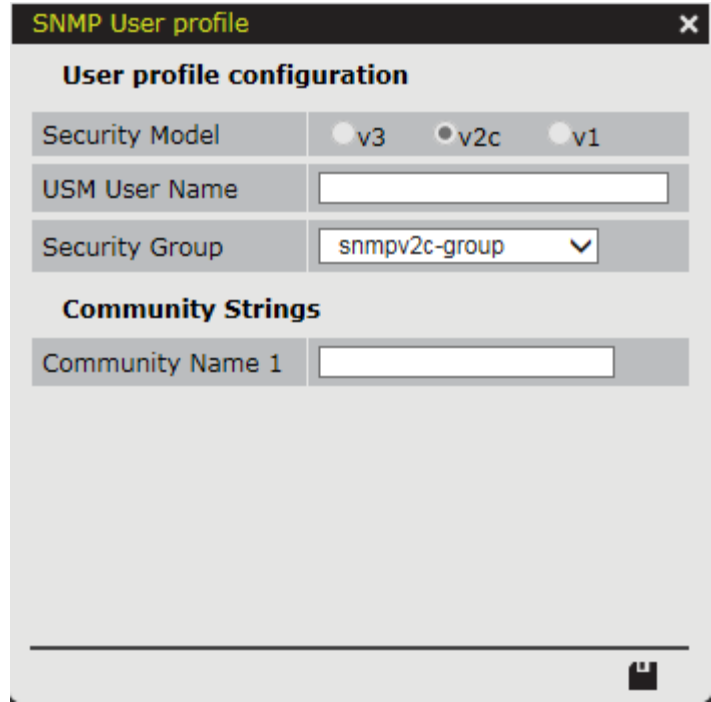 SNMP User profile
User profile configuration
Security Model v3 v2c v1
USM User Name
Security Group snmpv2c-group
Community Strings
Community Name 1